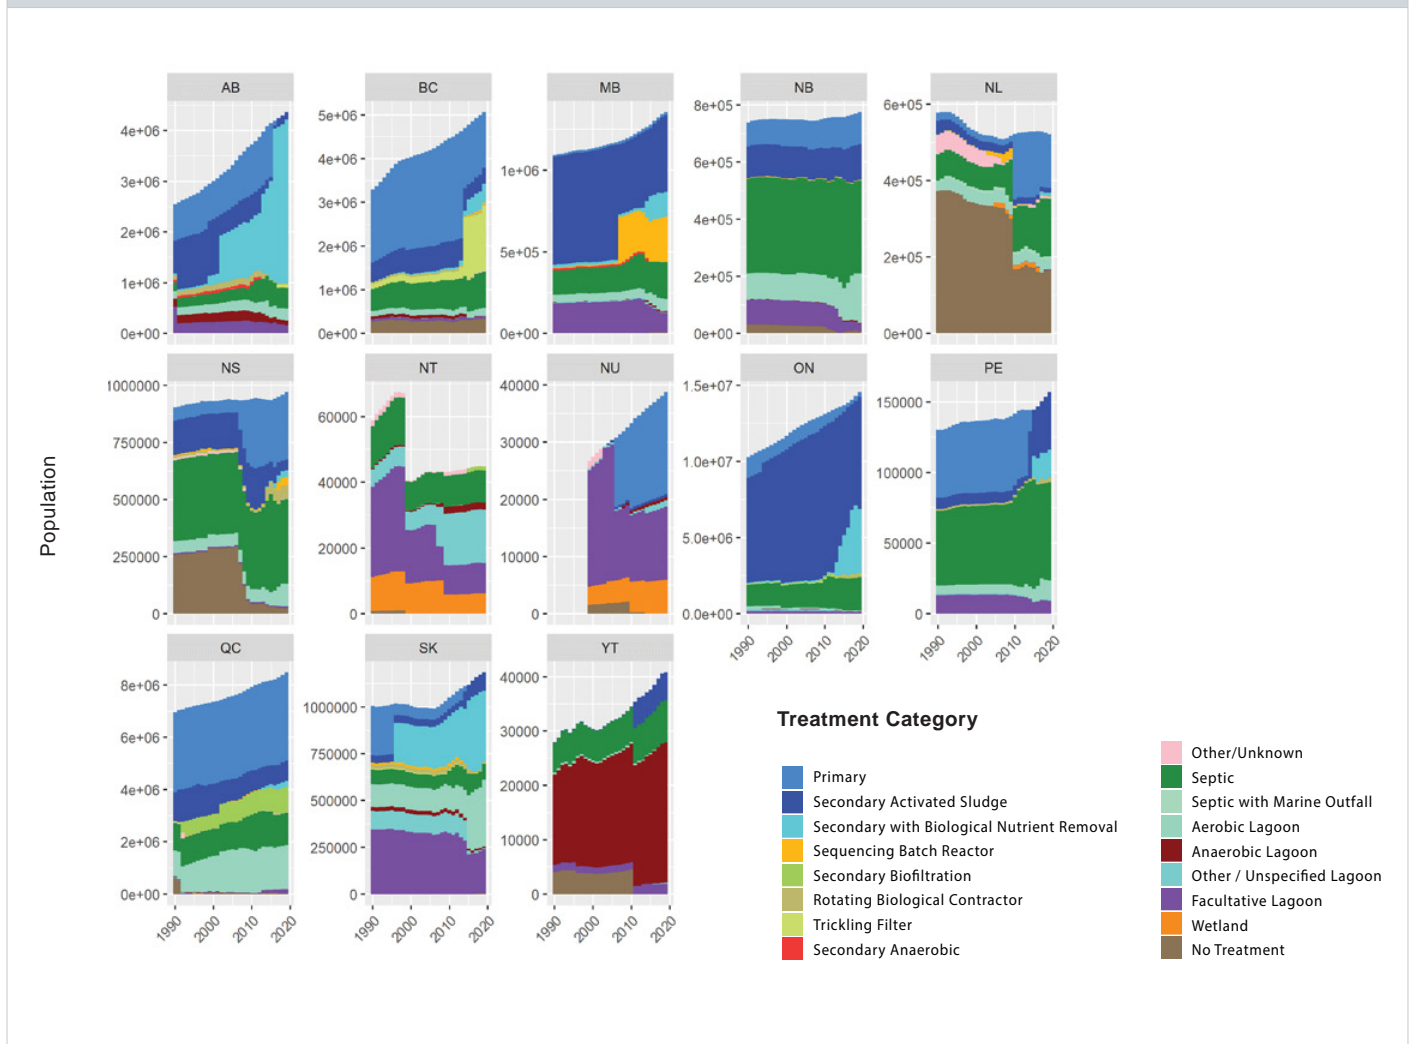 AB BC MB NB NL
4e+06
3e+06
2e+06
1e+06
0e+00
5e+06
4e+06
3e+06
2e+06
1e+06
0e+00
1e+06
5e+05
0e+00
8e+05
6e+05
4e+05
2e+05
0e+00
6e+05
4e+05
2e+05
0e+00
NS NT NU ON PE
1000000
750000
500000
250000
0
60000
40000
20000
0
40000
30000
20000
10000
0
1.5e+07
1.0e+07
5.0e+06
0.0e+00
150000
100000
50000
0
1990 2000 2010 2020
1990 2000 2010 2020
QC SK YT
8e+06
6e+06
4e+06
2e+06
0e+00
1000000
750000
500000
250000
0
40000
30000
20000
10000
0
1990 2000 2010 2020
1990 2000 2010 2020
1990 2000 2010 2020
Population
Treatment Category
Primary
Secondary Activated Sludge
Secondary with Biological Nutrient Removal
Sequencing Batch Reactor
Secondary Biofiltration
Rotating Biological Contractor
Trickling Filter
Secondary Anaerobic
Other/Unknown
Septic
Septic with Marine Outfall
Aerobic Lagoon
Anaerobic Lagoon
Other / Unspecified Lagoon
Facultative Lagoon
Wetland
No Treatment